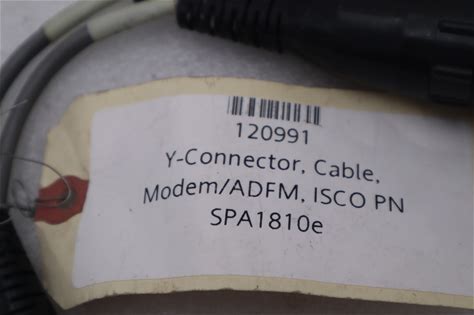 120991
Y-Connector, Cable,
Modem/ADFM, ISCO PN
SPA1810e